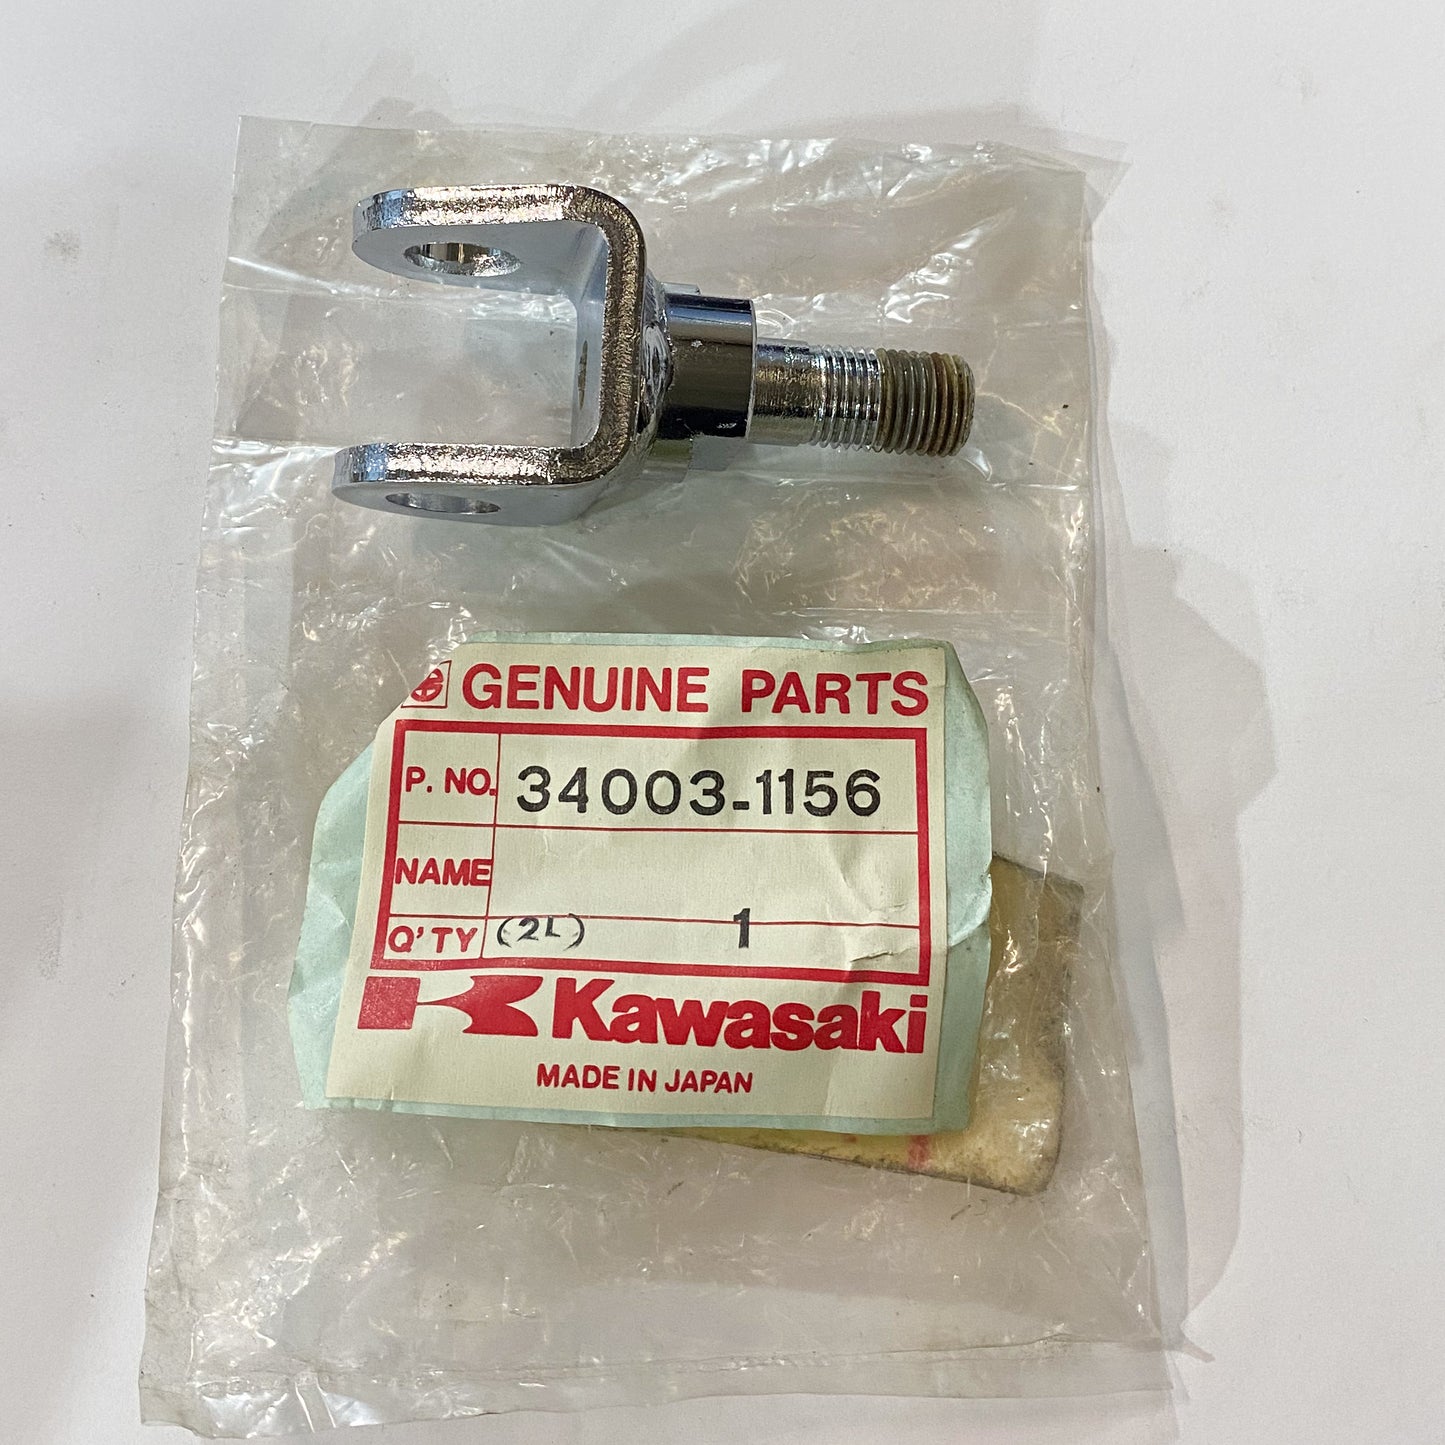 GENUINE PARTS
P. NO. 34003-1156
NAME
Q'TY (2L) 1
Kawasaki
MADE IN JAPAN